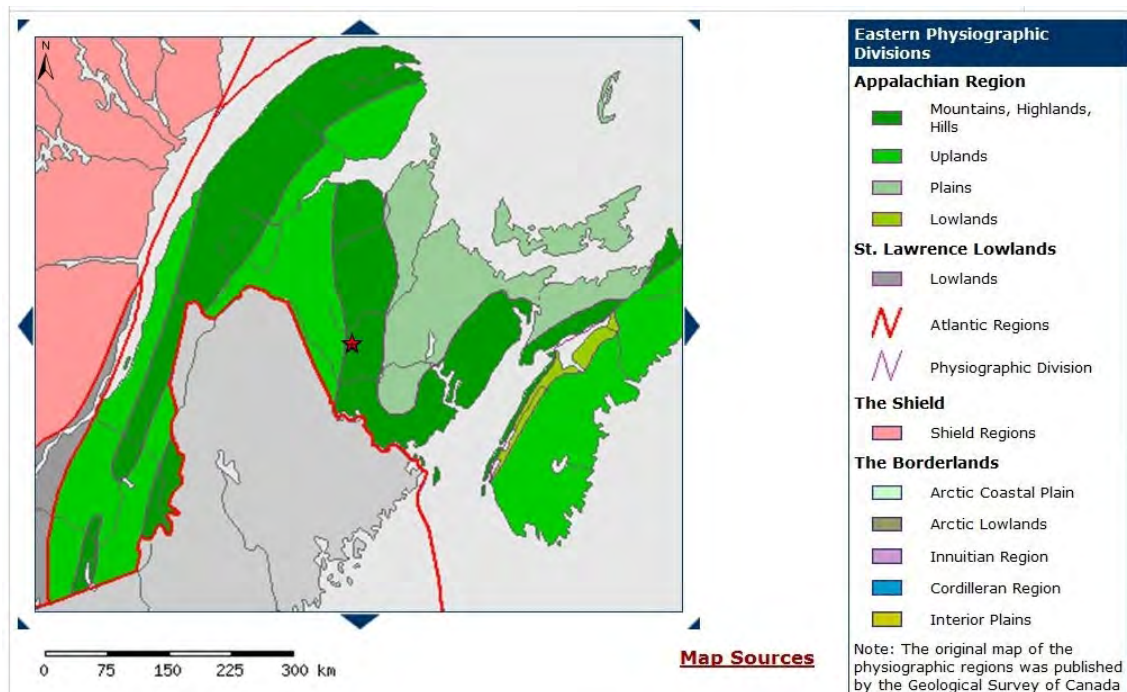 N
0 75 150 225 300 km
Map Sources
Eastern Physiographic
Divisions
Appalachian Region
Mountains, Highlands,
Hills
Uplands
Plains
Lowlands
St. Lawrence Lowlands
Lowlands
Atlantic Regions
Physiographic Division
The Shield
Shield Regions
The Borderlands
Arctic Coastal Plain
Arctic Lowlands
Innuitian Region
Cordilleran Region
Interior Plains
Note: The original map of the
physiographic regions was published
by the Geological Survey of Canada